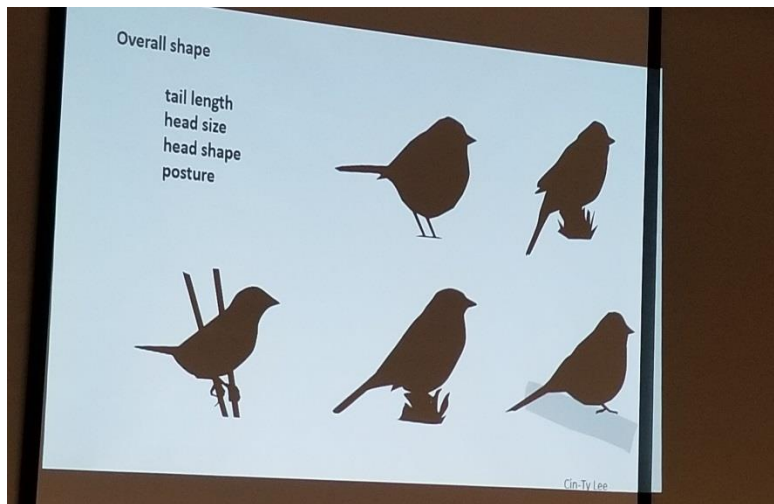 Overall shape
tail length
head size
head shape
posture
Cin-Ty Lee